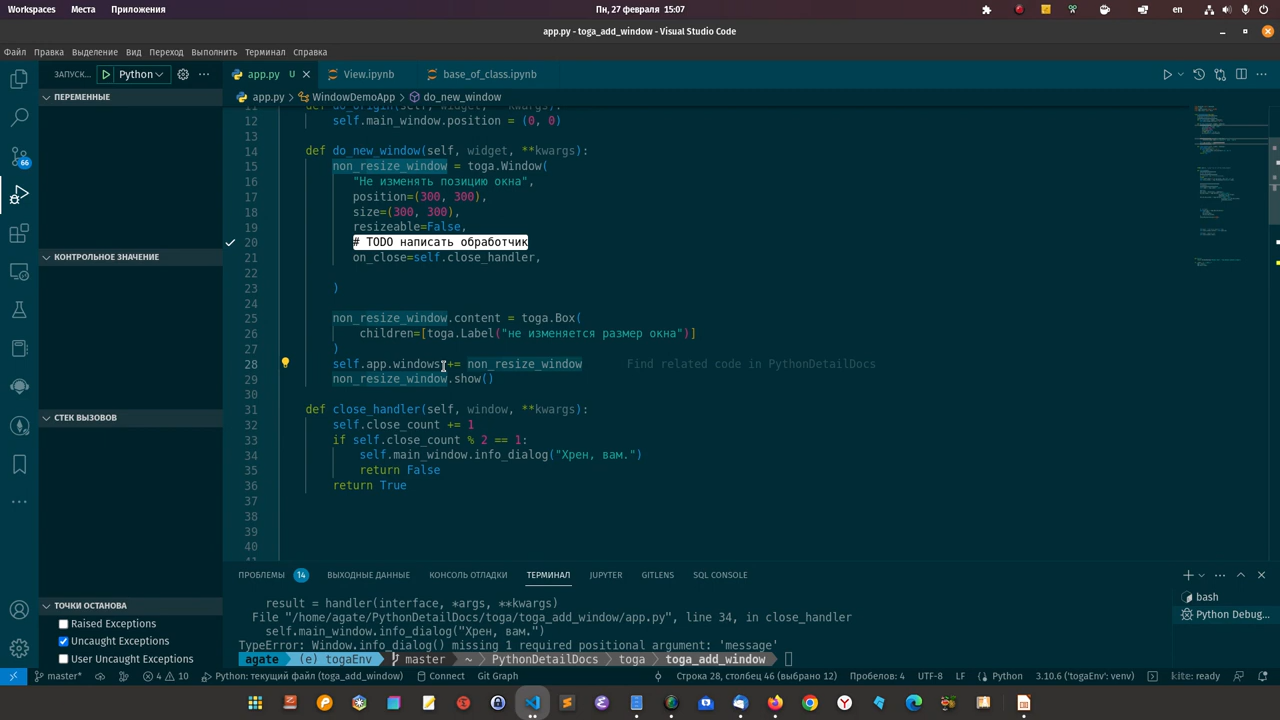 Workspaces Места Приложения Пн, 27 февраля 15:07 en
app.py - toga_add_window - Visual Studio Code
Файл Правка Выделение Вид Переход Выполнить Терминал Справка
ЗАПУСК... Python app.py U View.ipynb base_of_class.ipynb
ПЕРЕМЕННЫЕ
app.py WindowDemoApp do_new_window
11 def do_origin(self, widget, **kwargs):
12 self.main_window.position = (0, 0)
13
14 def do_new_window(self, widget, **kwargs):
15 non_resize_window = toga.Window(
16 "Не изменять позицию окна",
17 position=(300, 300),
18 size=(300, 300),
19 resizeable=False,
20 # TODO написать обработчик
21 on_close=self.close_handler,
22
23 )
24
25 non_resize_window.content = toga.Box(
26 children=[toga.Label("не изменяется размер окна")]
27 )
28 self.app.windows += non_resize_window Find related code in PythonDetailDocs
29 non_resize_window.show()
30
31 def close_handler(self, window, **kwargs):
32 self.close_count += 1
33 if self.close_count % 2 == 1:
34 self.main_window.info_dialog("Хрен, вам.")
35 return False
36 return True
37
38
39
40
41
66
КОНТРОЛЬНОЕ ЗНАЧЕНИЕ
СТЕК ВЫЗОВОВ
ТОЧКИ ОСТАНОВА
Raised Exceptions
Uncaught Exceptions
User Uncaught Exceptions
ПРОБЛЕМЫ 14 ВЫХОДНЫЕ ДАННЫЕ КОНСОЛЬ ОТЛАДКИ ТЕРМИНАЛ JUPYTER GITLENS SQL CONSOLE
result = handler(interface, *args, **kwargs)
File "/home/agate/PythonDetailDocs/toga/toga_add_window/app.py", line 34, in close_handler
self.main_window.info_dialog("Хрен, вам.")
TypeError: Window.info_dialog() missing 1 required positional argument: 'message'
agate (e) togaEnv master ~ PythonDetailDocs toga toga_add_window
bash
Python Debug...
master* 4 10 Python: текущий файл (toga_add_window) Connect Git Graph Строка 28, столбец 46 (выбрано 12) Пробелов: 4 UTF-8 LF Python 3.10.6 ('togaEnv': venv) kite: ready